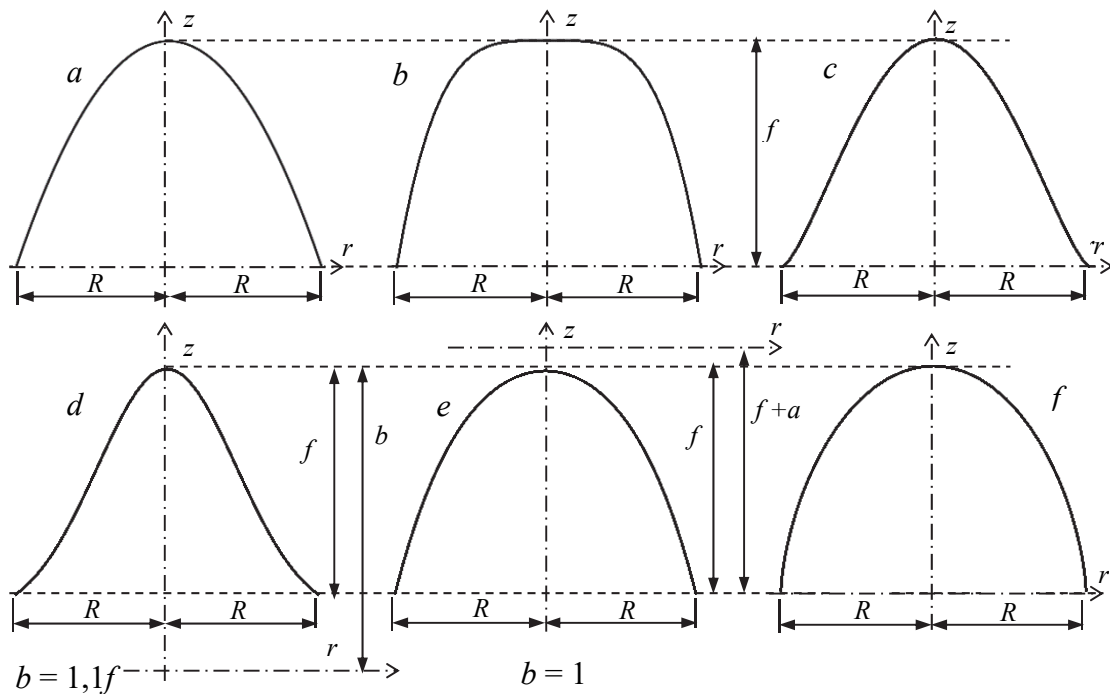 z z z
a b c
f
r r r
R R R R R R
z z r z
d e f
f b f f+a
r
R R R R R R
r
b = 1,1f b = 1